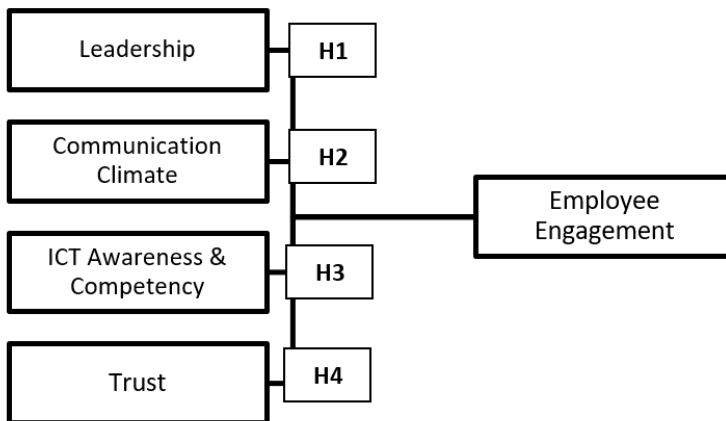 Leadership
H1
Communication
Climate
H2
Employee
Engagement
ICT Awareness &
Competency
H3
Trust
H4